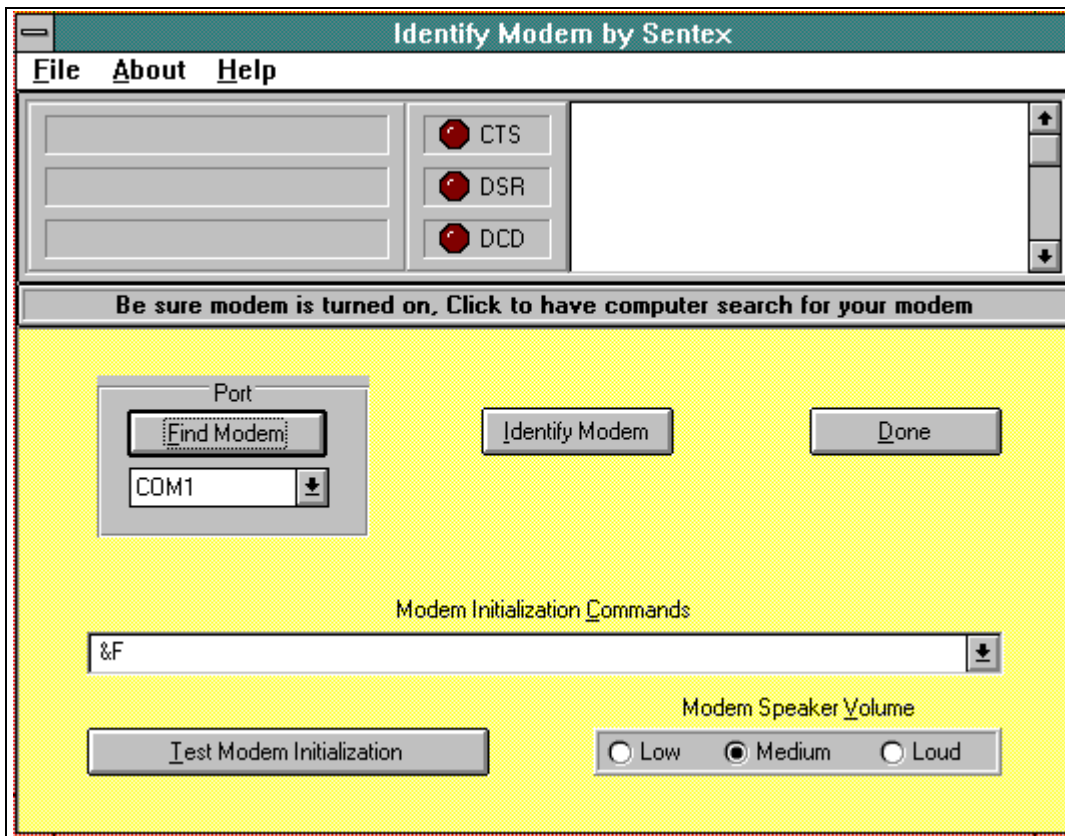 Identify Modem by Sentex
File About Help
CTS
DSR
DCD
Be sure modem is turned on, Click to have computer search for your modem
Port
Find Modem
COM1
Identify Modem
Done
Modem Initialization Commands
&F
Modem Speaker Volume
Test Modem Initialization
Low Medium Loud